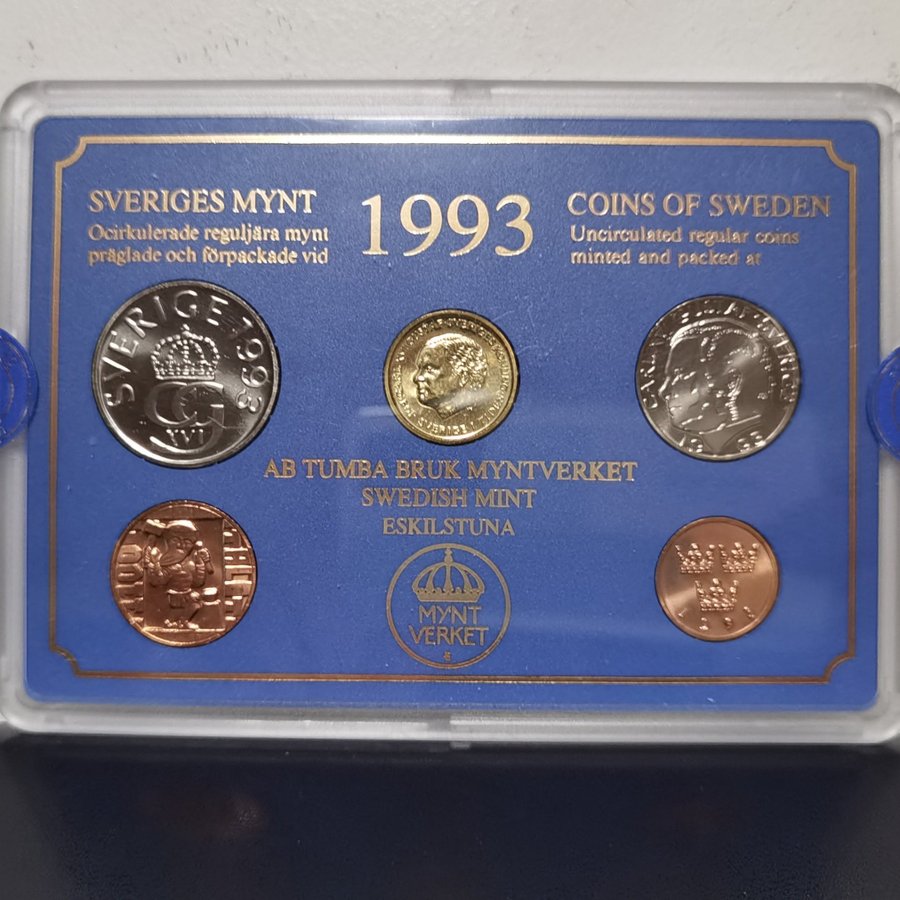 SVERIGES MYNT
Ocirkulerade reguljära mynt
präglade och förpackade vid
1993
COINS OF SWEDEN
Uncirculated regular coins
minted and packed at
SVERIGE 1993
XVI
AB TUMBA BRUK MYNTVERKET
SWEDISH MINT
ESKILSTUNA
MYNT
VERKET